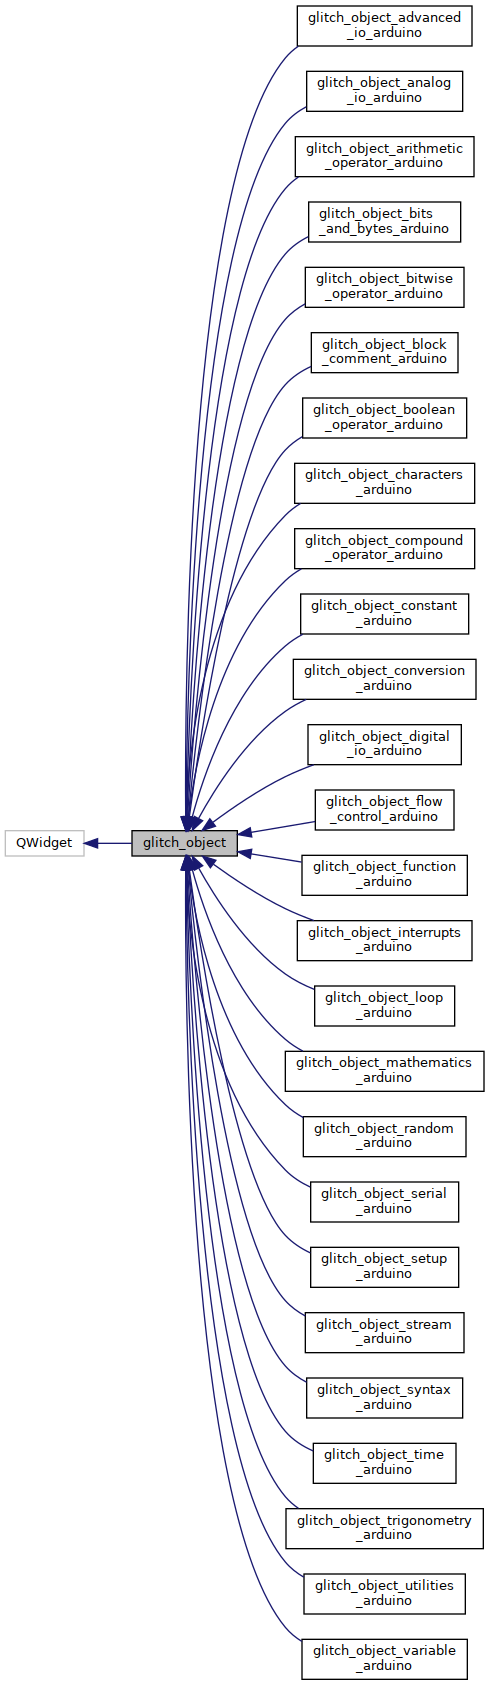 glitch_object_advanced
_io_arduino
glitch_object_analog
_io_arduino
glitch_object_arithmetic
_operator_arduino
glitch_object_bits
_and_bytes_arduino
glitch_object_bitwise
_operator_arduino
glitch_object_block
_comment_arduino
glitch_object_boolean
_operator_arduino
glitch_object_characters
_arduino
glitch_object_compound
_operator_arduino
glitch_object_constant
_arduino
glitch_object_conversion
_arduino
glitch_object_digital
_io_arduino
glitch_object_flow
_control_arduino
QWidget
glitch_object
glitch_object_function
_arduino
glitch_object_interrupts
_arduino
glitch_object_loop
_arduino
glitch_object_mathematics
_arduino
glitch_object_random
_arduino
glitch_object_serial
_arduino
glitch_object_setup
_arduino
glitch_object_stream
_arduino
glitch_object_syntax
_arduino
glitch_object_time
_arduino
glitch_object_trigonometry
_arduino
glitch_object_utilities
_arduino
glitch_object_variable
_arduino